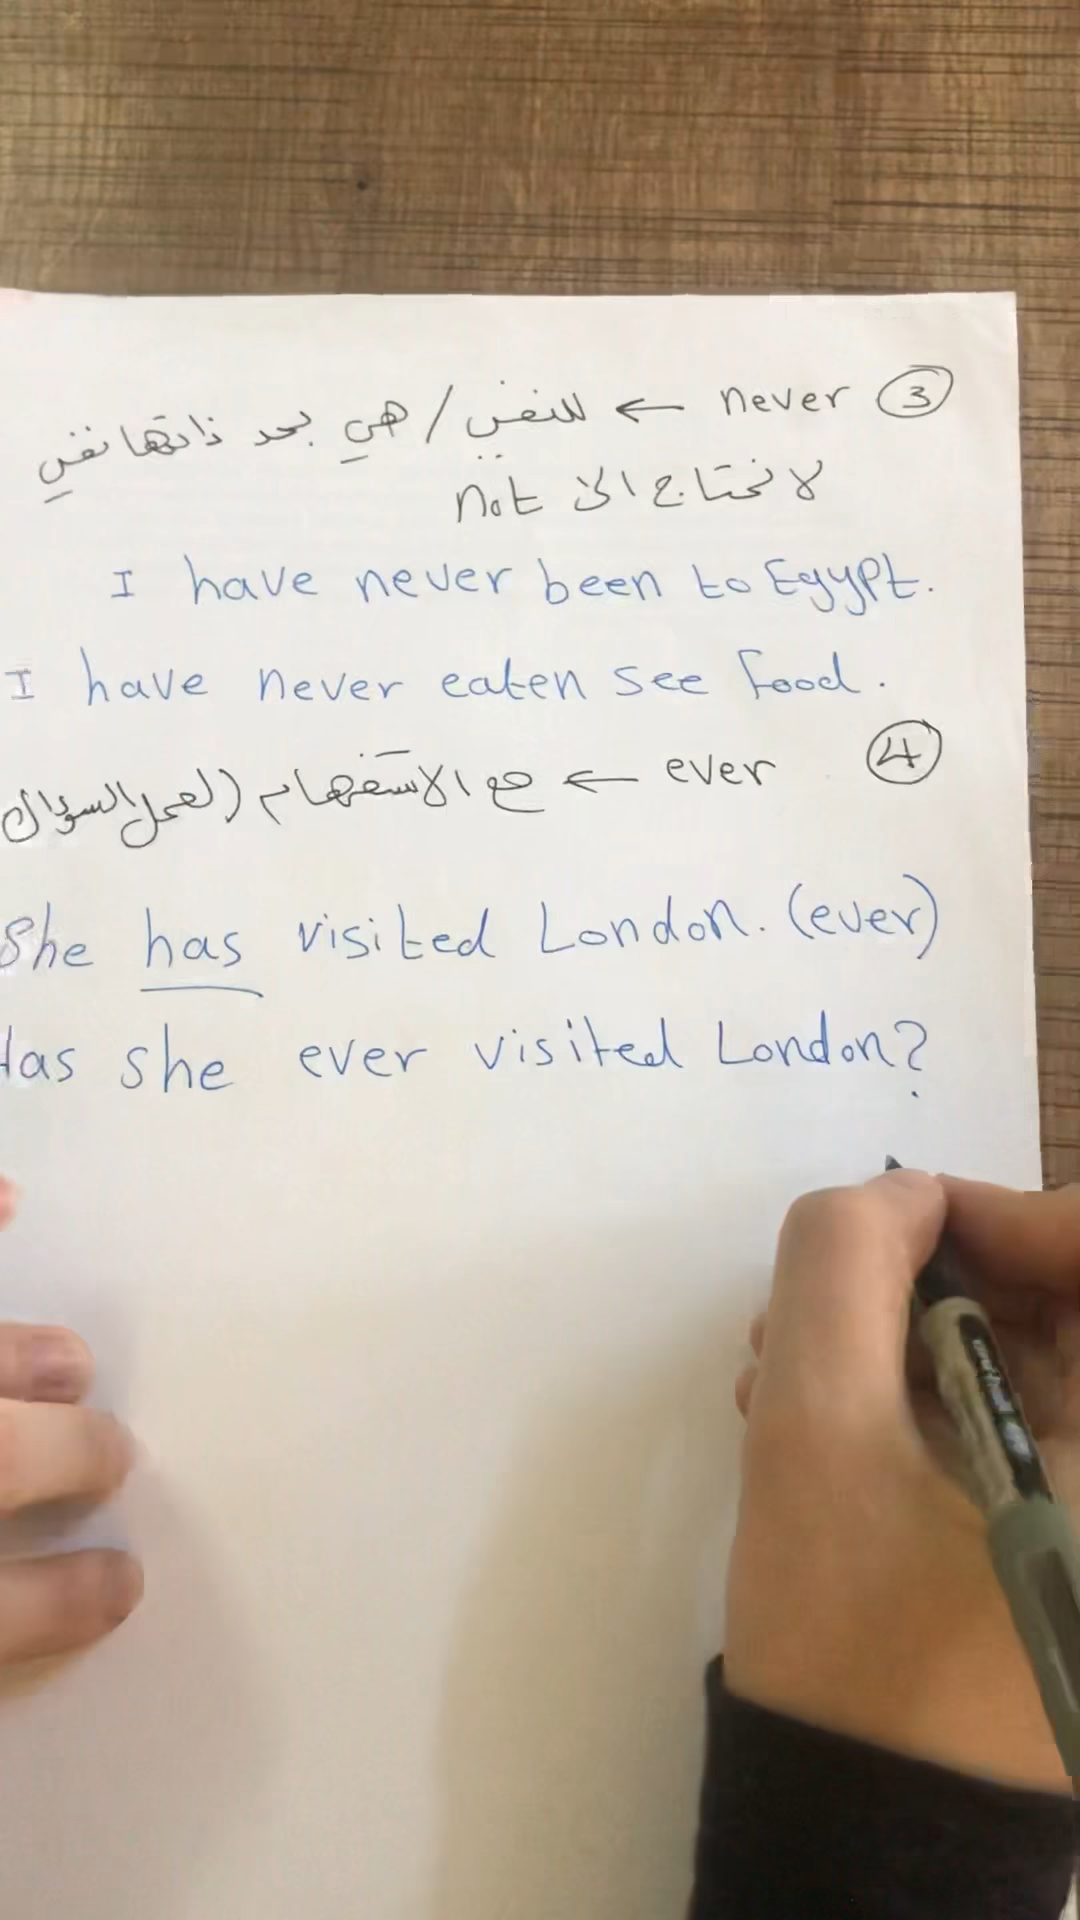 ③ never ← للنفي / هي بحد ذاتها نفي
لا نحتاج الى not
I have never been to Egypt.
I have never eaten see food.
④ ever ← مع الاستفهام (لعمل السؤال
She has visited London. (ever)
Has she ever visited London?